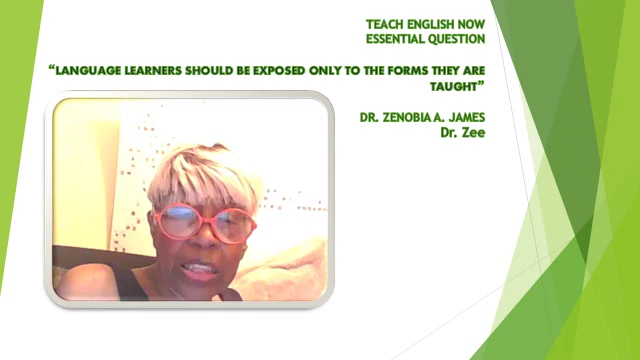 TEACH ENGLISH NOW
ESSENTIAL QUESTION
“LANGUAGE LEARNERS SHOULD BE EXPOSED ONLY TO THE FORMS THEY ARE
TAUGHT”
DR. ZENOBIA A. JAMES
Dr. Zee